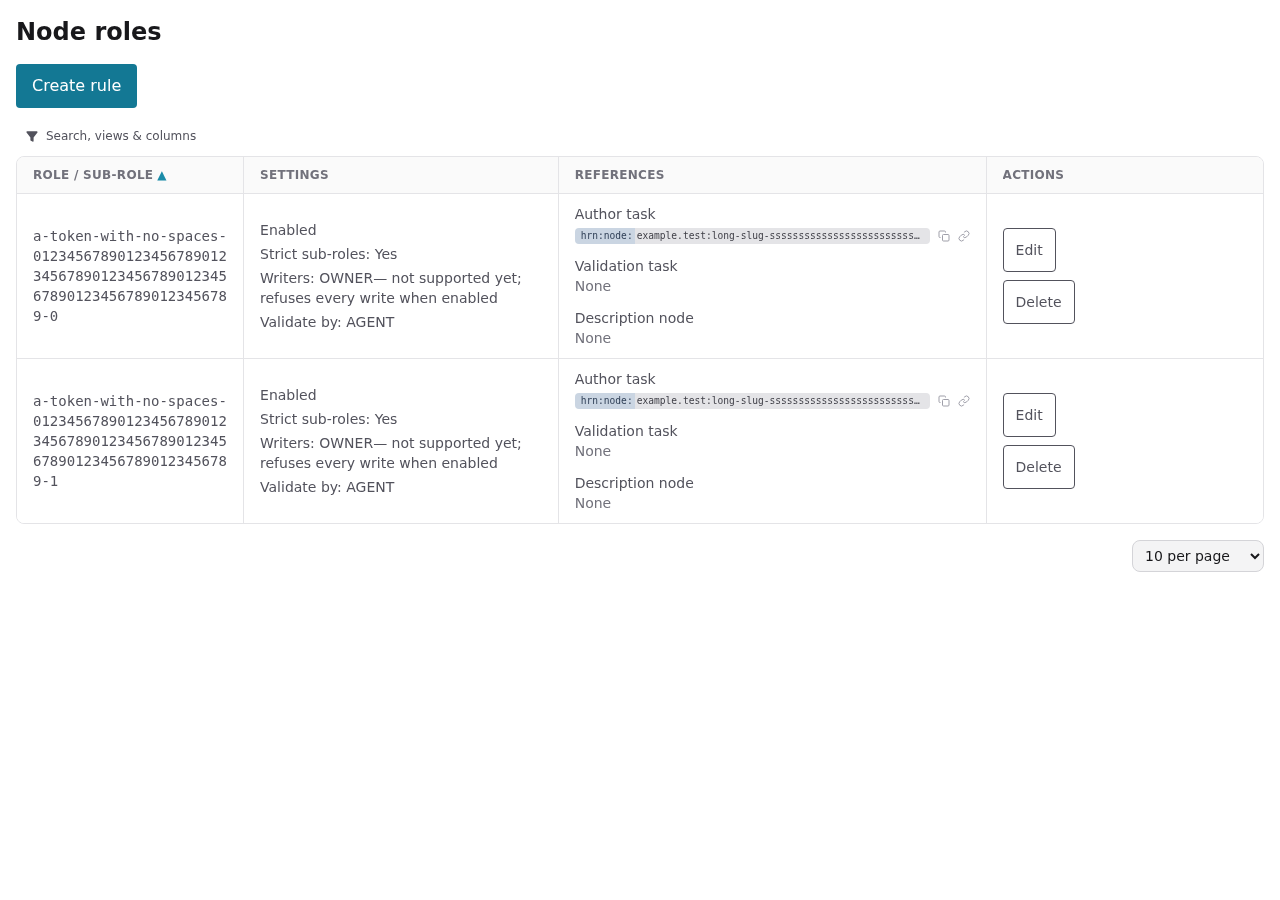 Node roles
Create rule
Search, views & columns
ROLE / SUB-ROLE ▲ SETTINGS REFERENCES ACTIONS
a-token-with-no-spaces-
01234567890123456789012
34567890123456789012345
67890123456789012345678
9-0
Enabled
Strict sub-roles: Yes
Writers: OWNER— not supported yet;
refuses every write when enabled
Validate by: AGENT
Author task
hrn:node: example.test:long-slug-sssssssssssssssssssssssss…
Validation task
None
Description node
None
Edit
Delete
a-token-with-no-spaces-
01234567890123456789012
34567890123456789012345
67890123456789012345678
9-1
Enabled
Strict sub-roles: Yes
Writers: OWNER— not supported yet;
refuses every write when enabled
Validate by: AGENT
Author task
hrn:node: example.test:long-slug-sssssssssssssssssssssssss…
Validation task
None
Description node
None
Edit
Delete
10 per page